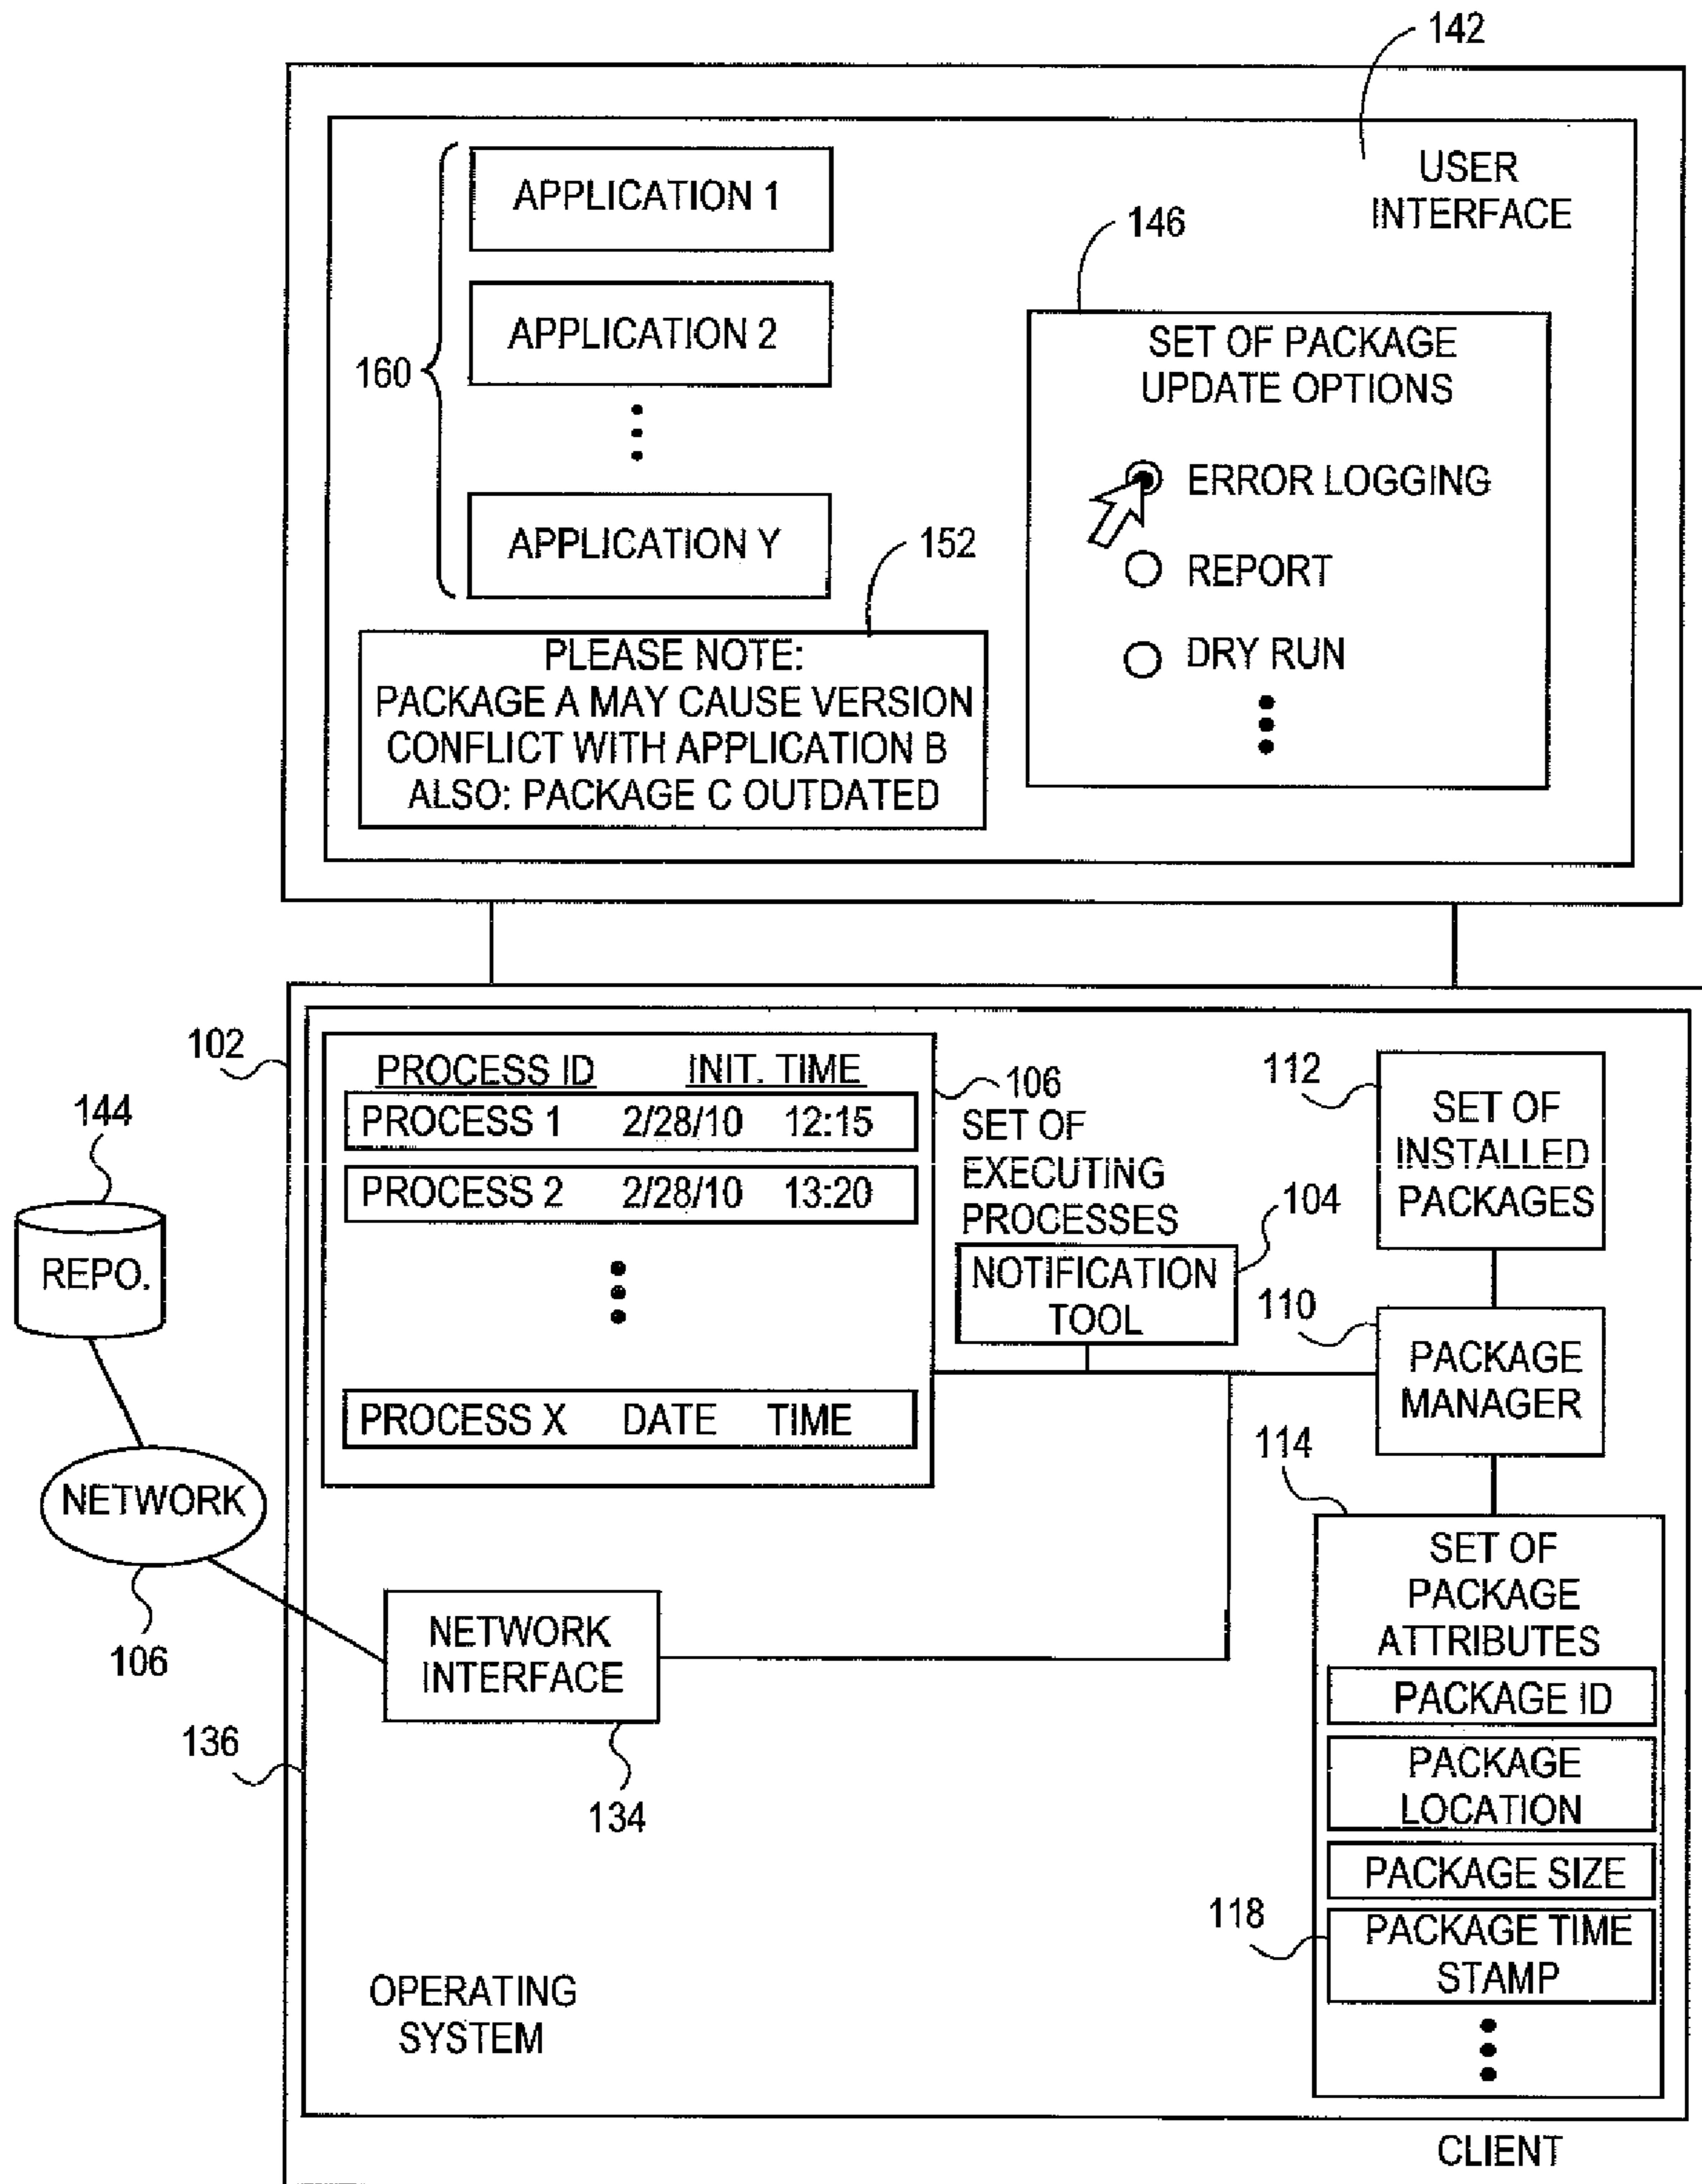 142
USER
INTERFACE
APPLICATION 1
APPLICATION 2
160
APPLICATION Y
152
PLEASE NOTE:
PACKAGE A MAY CAUSE VERSION
CONFLICT WITH APPLICATION B
ALSO: PACKAGE C OUTDATED
146
SET OF PACKAGE
UPDATE OPTIONS
ERROR LOGGING
REPORT
DRY RUN
102
PROCESS ID INIT. TIME
PROCESS 1 2/28/10 12:15
PROCESS 2 2/28/10 13:20
PROCESS X DATE TIME
106
SET OF
EXECUTING
PROCESSES
104
NOTIFICATION
TOOL
112
SET OF
INSTALLED
PACKAGES
110
PACKAGE
MANAGER
144
REPO.
NETWORK
106
NETWORK
INTERFACE
134
136
114
SET OF
PACKAGE
ATTRIBUTES
PACKAGE ID
PACKAGE
LOCATION
PACKAGE SIZE
118
PACKAGE TIME
STAMP
OPERATING
SYSTEM
CLIENT